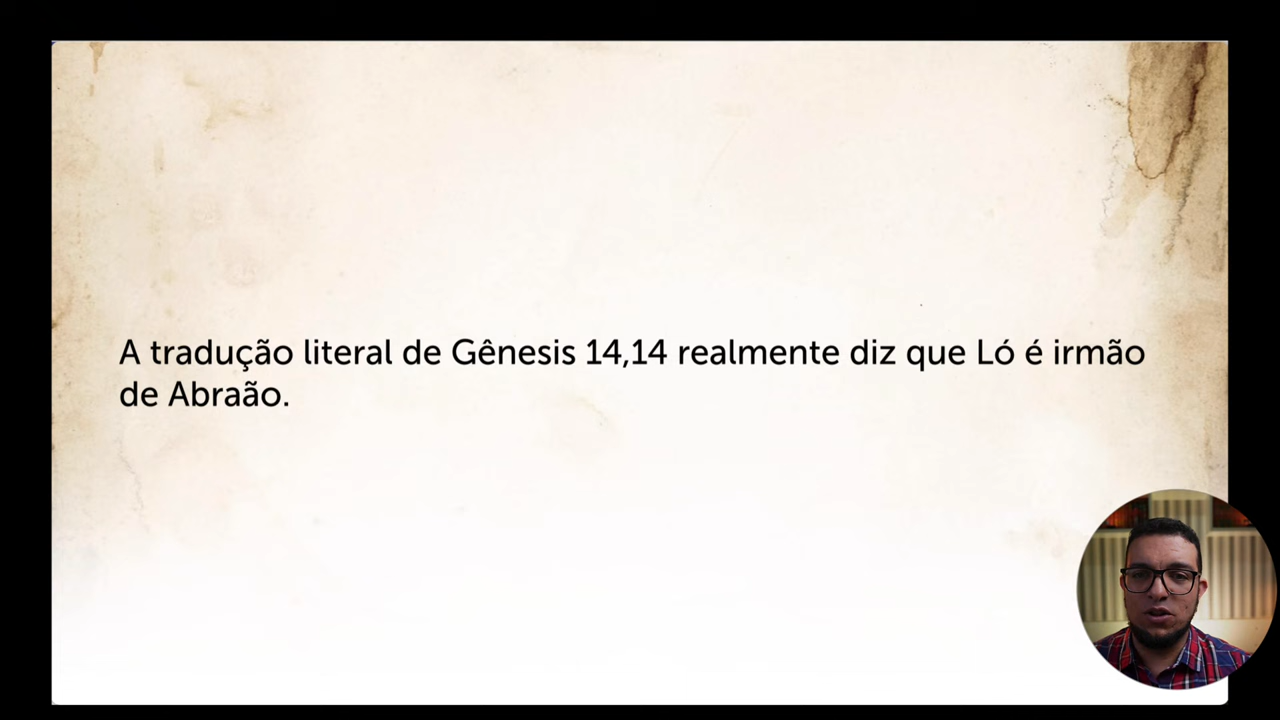 A tradução literal de Gênesis 14,14 realmente diz que Ló é irmão
de Abraão.